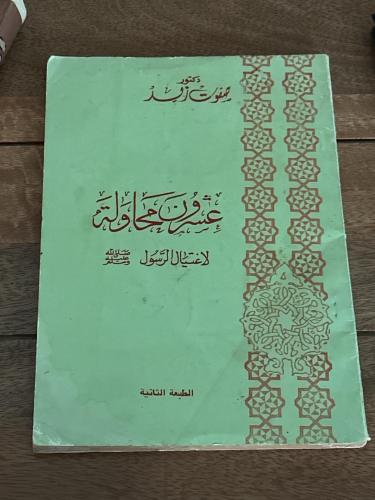 دكتور
صفوت زيد
عشرون محاولة
لاغتيال الرسول ﷺ
الطبعة الثانية